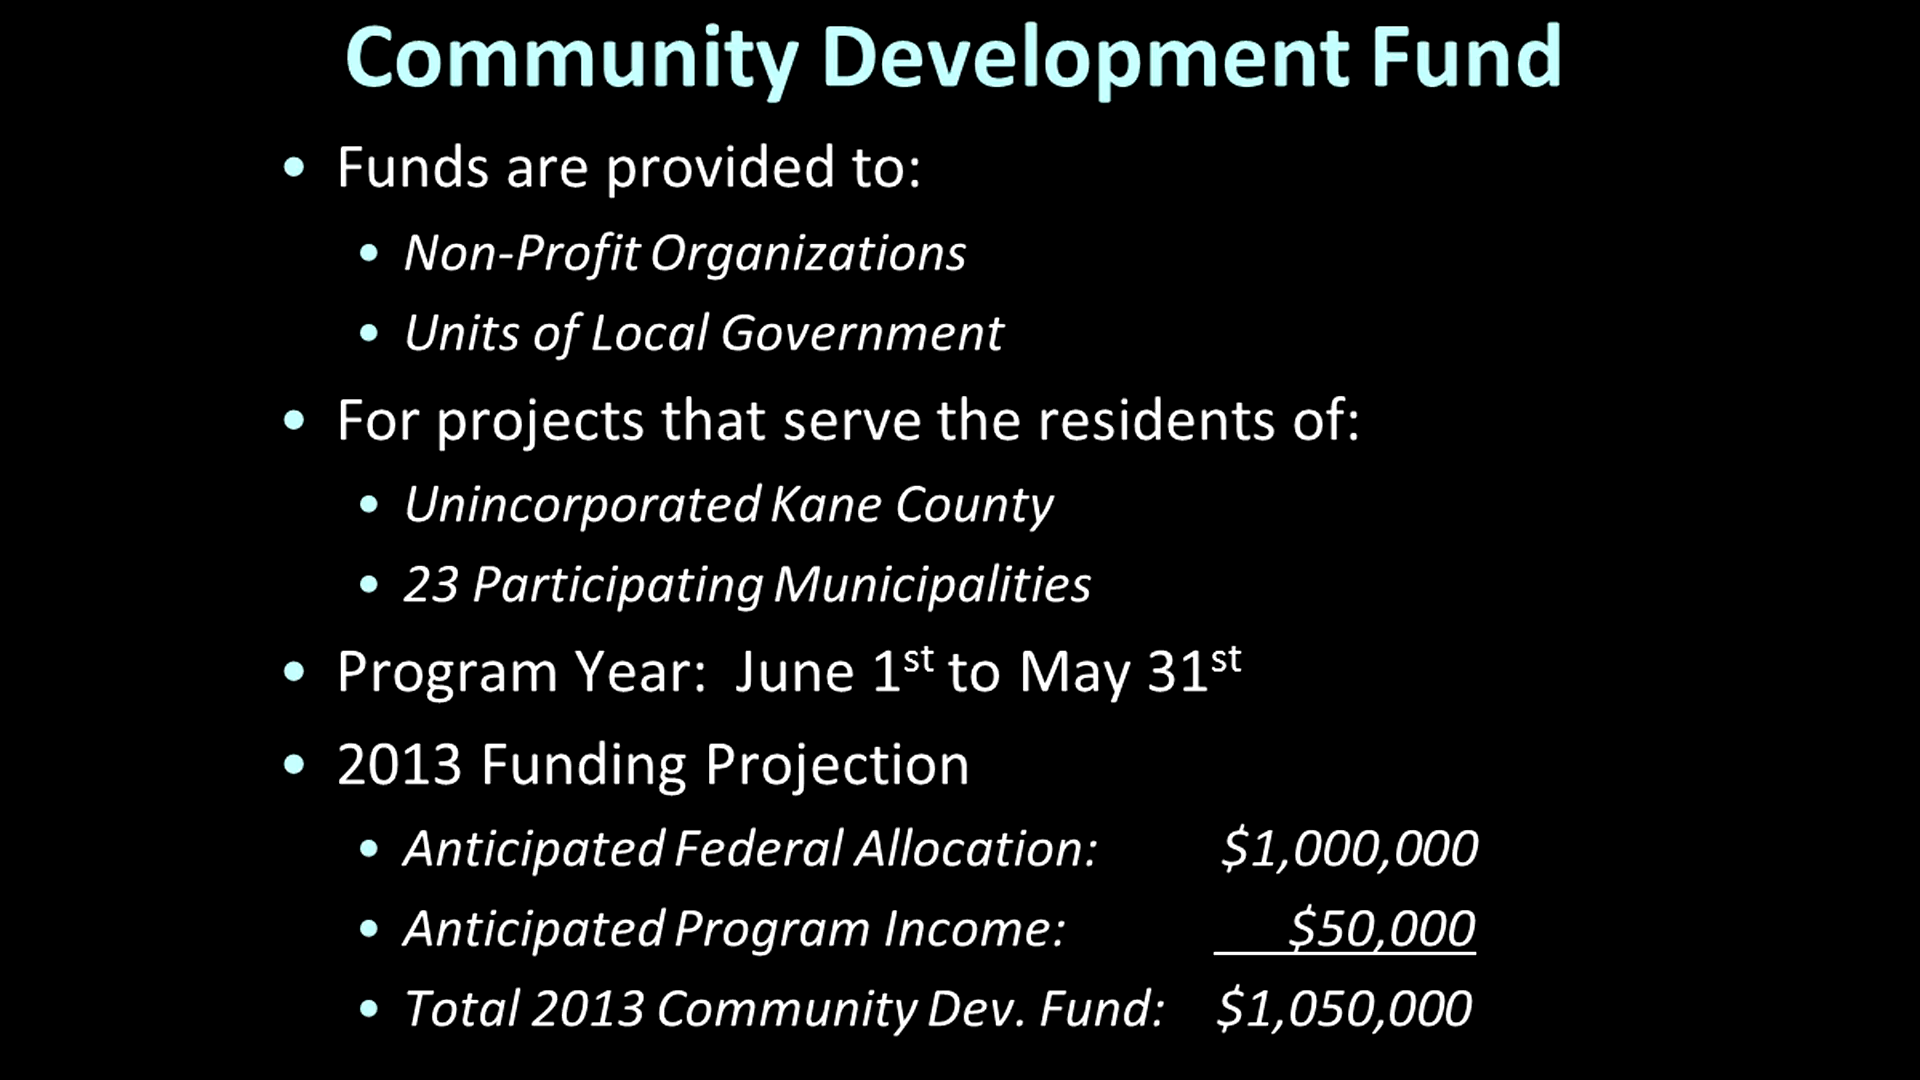 Community Development Fund
• Funds are provided to:
• Non-Profit Organizations
• Units of Local Government
• For projects that serve the residents of:
• Unincorporated Kane County
• 23 Participating Municipalities
• Program Year: June 1st to May 31st
• 2013 Funding Projection
• Anticipated Federal Allocation: $1,000,000
• Anticipated Program Income: $50,000
• Total 2013 Community Dev. Fund: $1,050,000